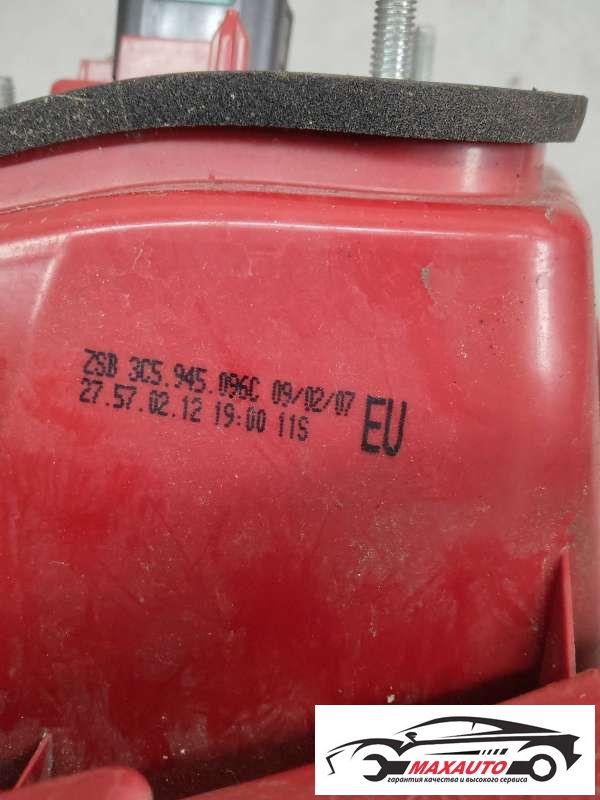 ZSB 3C5.945.096C 09/02/07
27.57.02.12 19:00 11S EU
MAXAUTO
гарантия качества и высокого сервиса